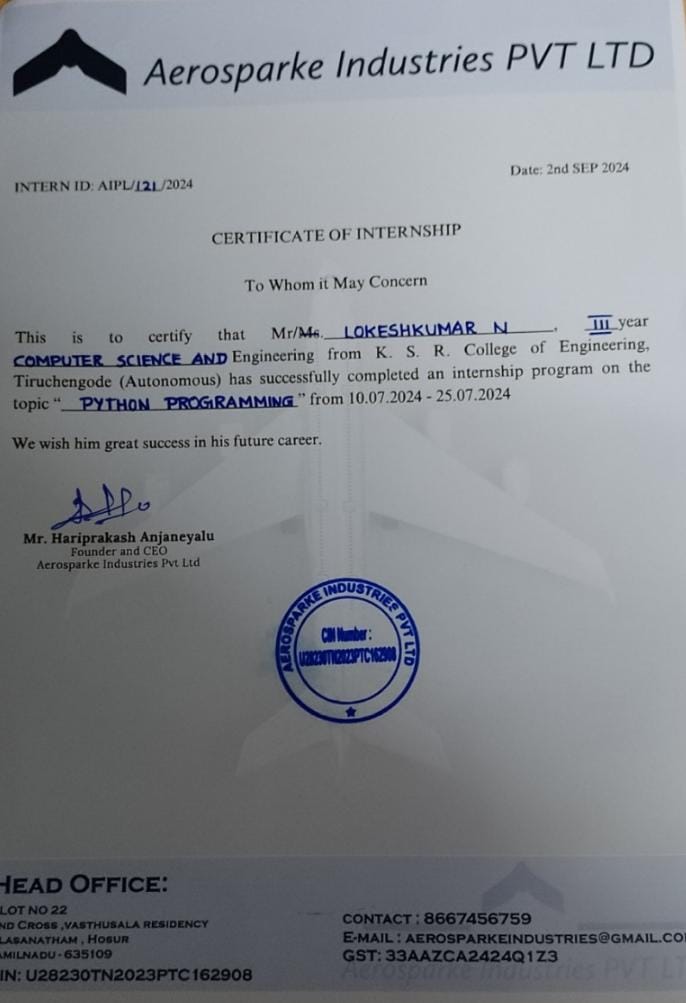 Aerosparke Industries PVT LTD
INTERN ID: AIPL/121/2024
Date: 2nd SEP 2024
CERTIFICATE OF INTERNSHIP
To Whom it May Concern
This is to certify that Mr/Ms. LOKESHKUMAR N, III year
COMPUTER SCIENCE AND Engineering from K. S. R. College of Engineering,
Tiruchengode (Autonomous) has successfully completed an internship program on the
topic “ PYTHON PROGRAMMING ” from 10.07.2024 - 25.07.2024
We wish him great success in his future career.
Mr. Hariprakash Anjaneyalu
Founder and CEO
Aerosparke Industries Pvt Ltd
AEROSPARKE INDUSTRIES PVT LTD
CIN Number :
U28230TN2023PTC162908
HEAD OFFICE:
LOT NO 22
ND CROSS ,VASTHUSALA RESIDENCY
LASANATHAM , HOSUR
AMILNADU - 635109
IN: U28230TN2023PTC162908
CONTACT : 8667456759
E-MAIL : AEROSPARKEINDUSTRIES@GMAIL.CO
GST: 33AAZCA2424Q1Z3
Aerosparke Industries PVT LT